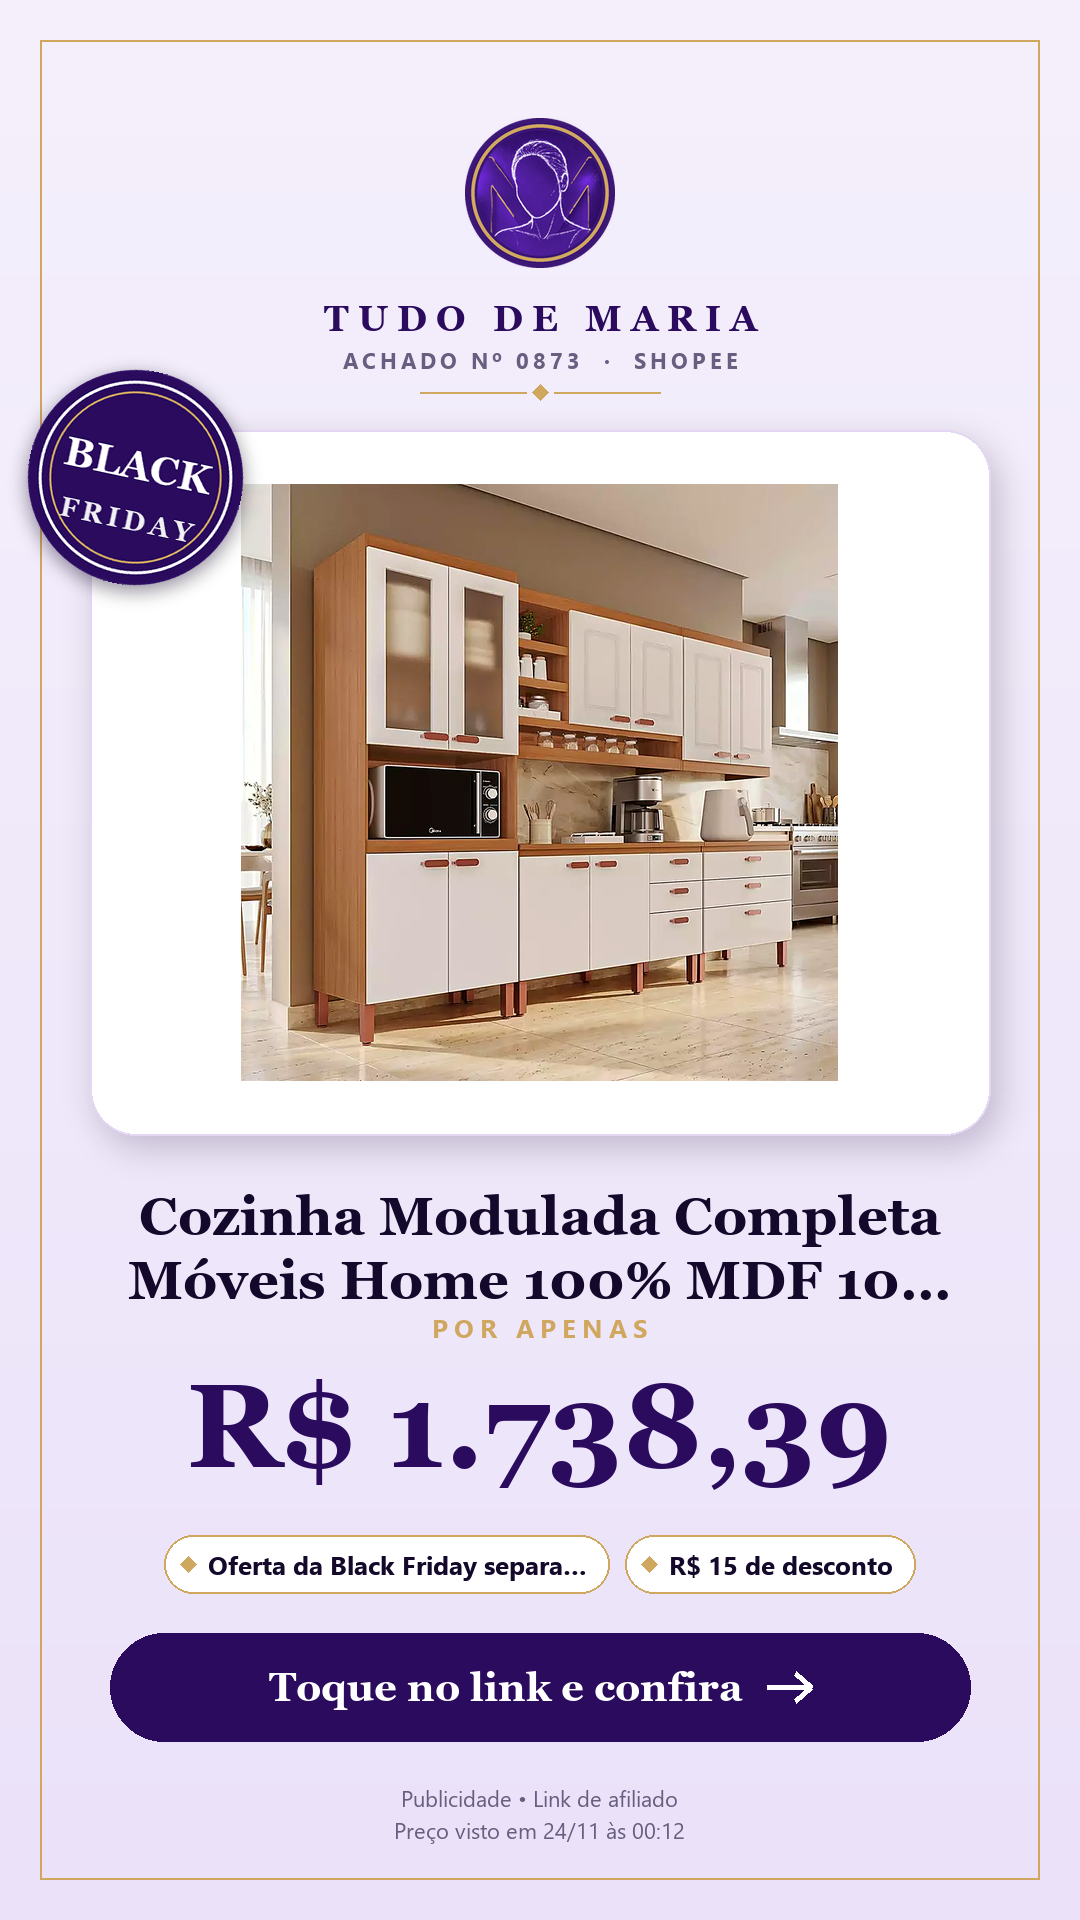 TUDO DE MARIA
ACHADO Nº 0873 · SHOPEE
BLACK
FRIDAY
Cozinha Modulada Completa
Móveis Home 100% MDF 10...
POR APENAS
R$ 1.738,39
Oferta da Black Friday separa...
R$ 15 de desconto
Toque no link e confira →
Publicidade • Link de afiliado
Preço visto em 24/11 às 00:12